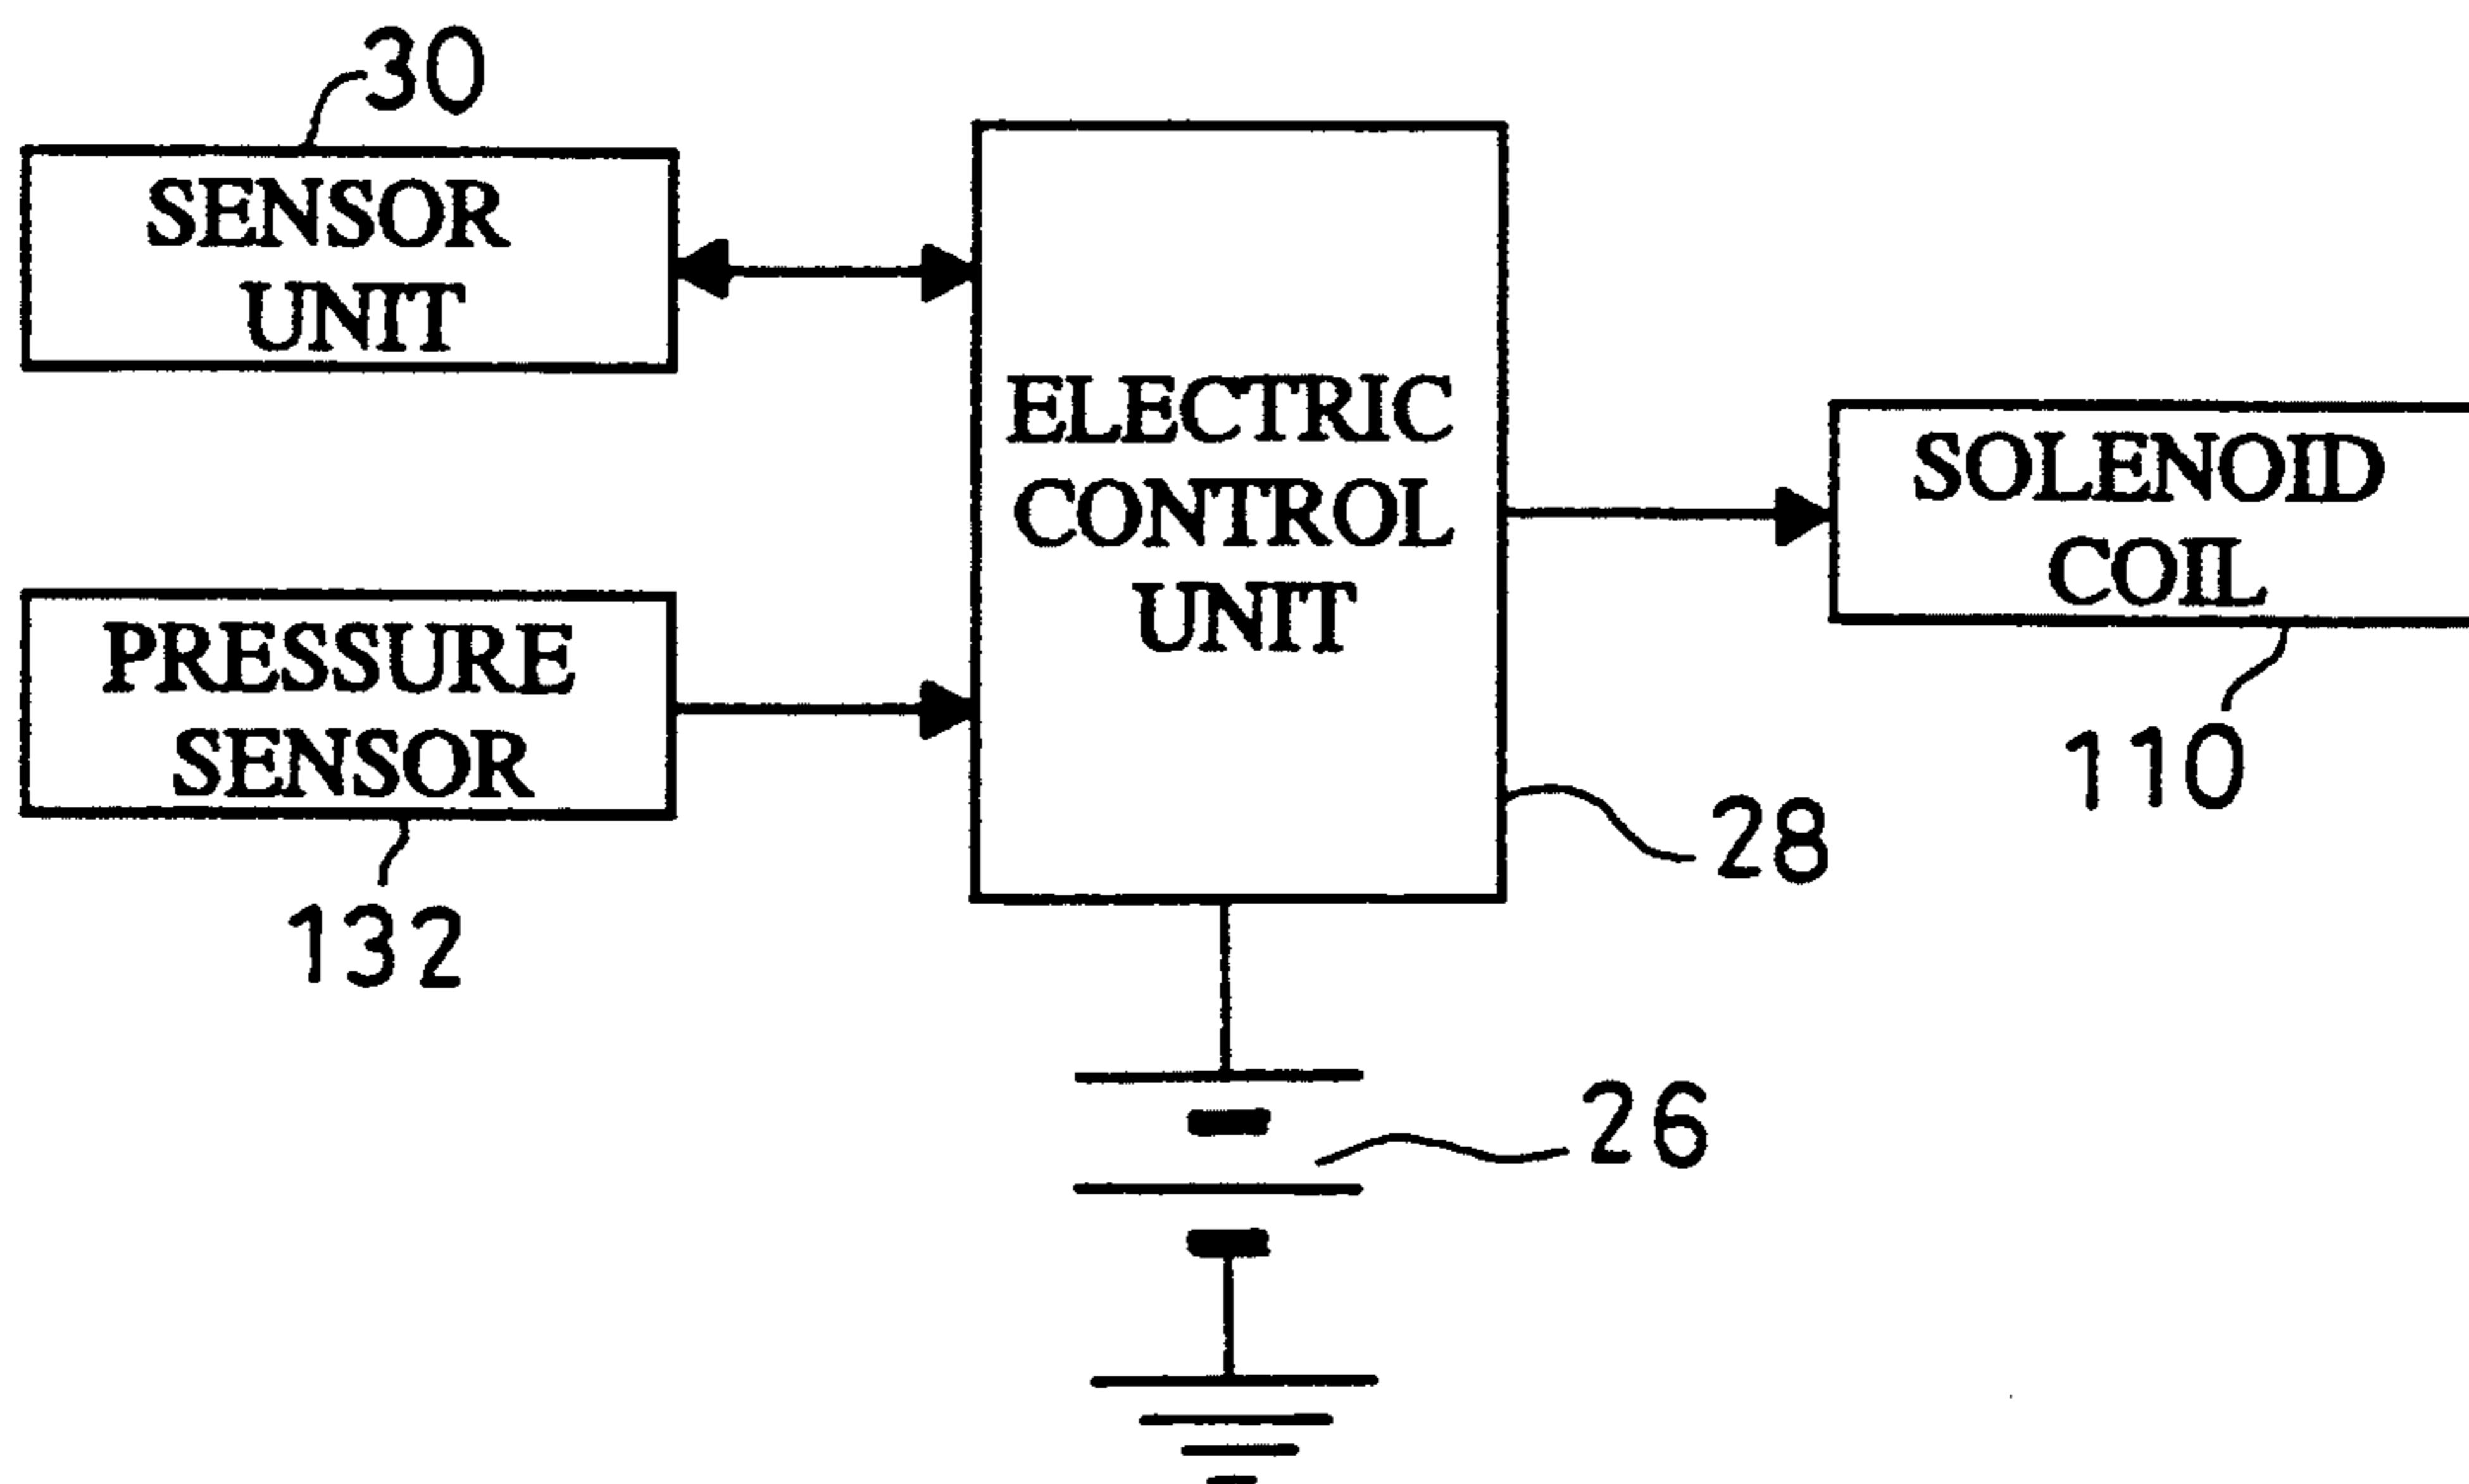 30
SENSOR
UNIT
ELECTRIC
CONTROL
UNIT
SOLENOID
COIL
PRESSURE
SENSOR
110
28
132
26